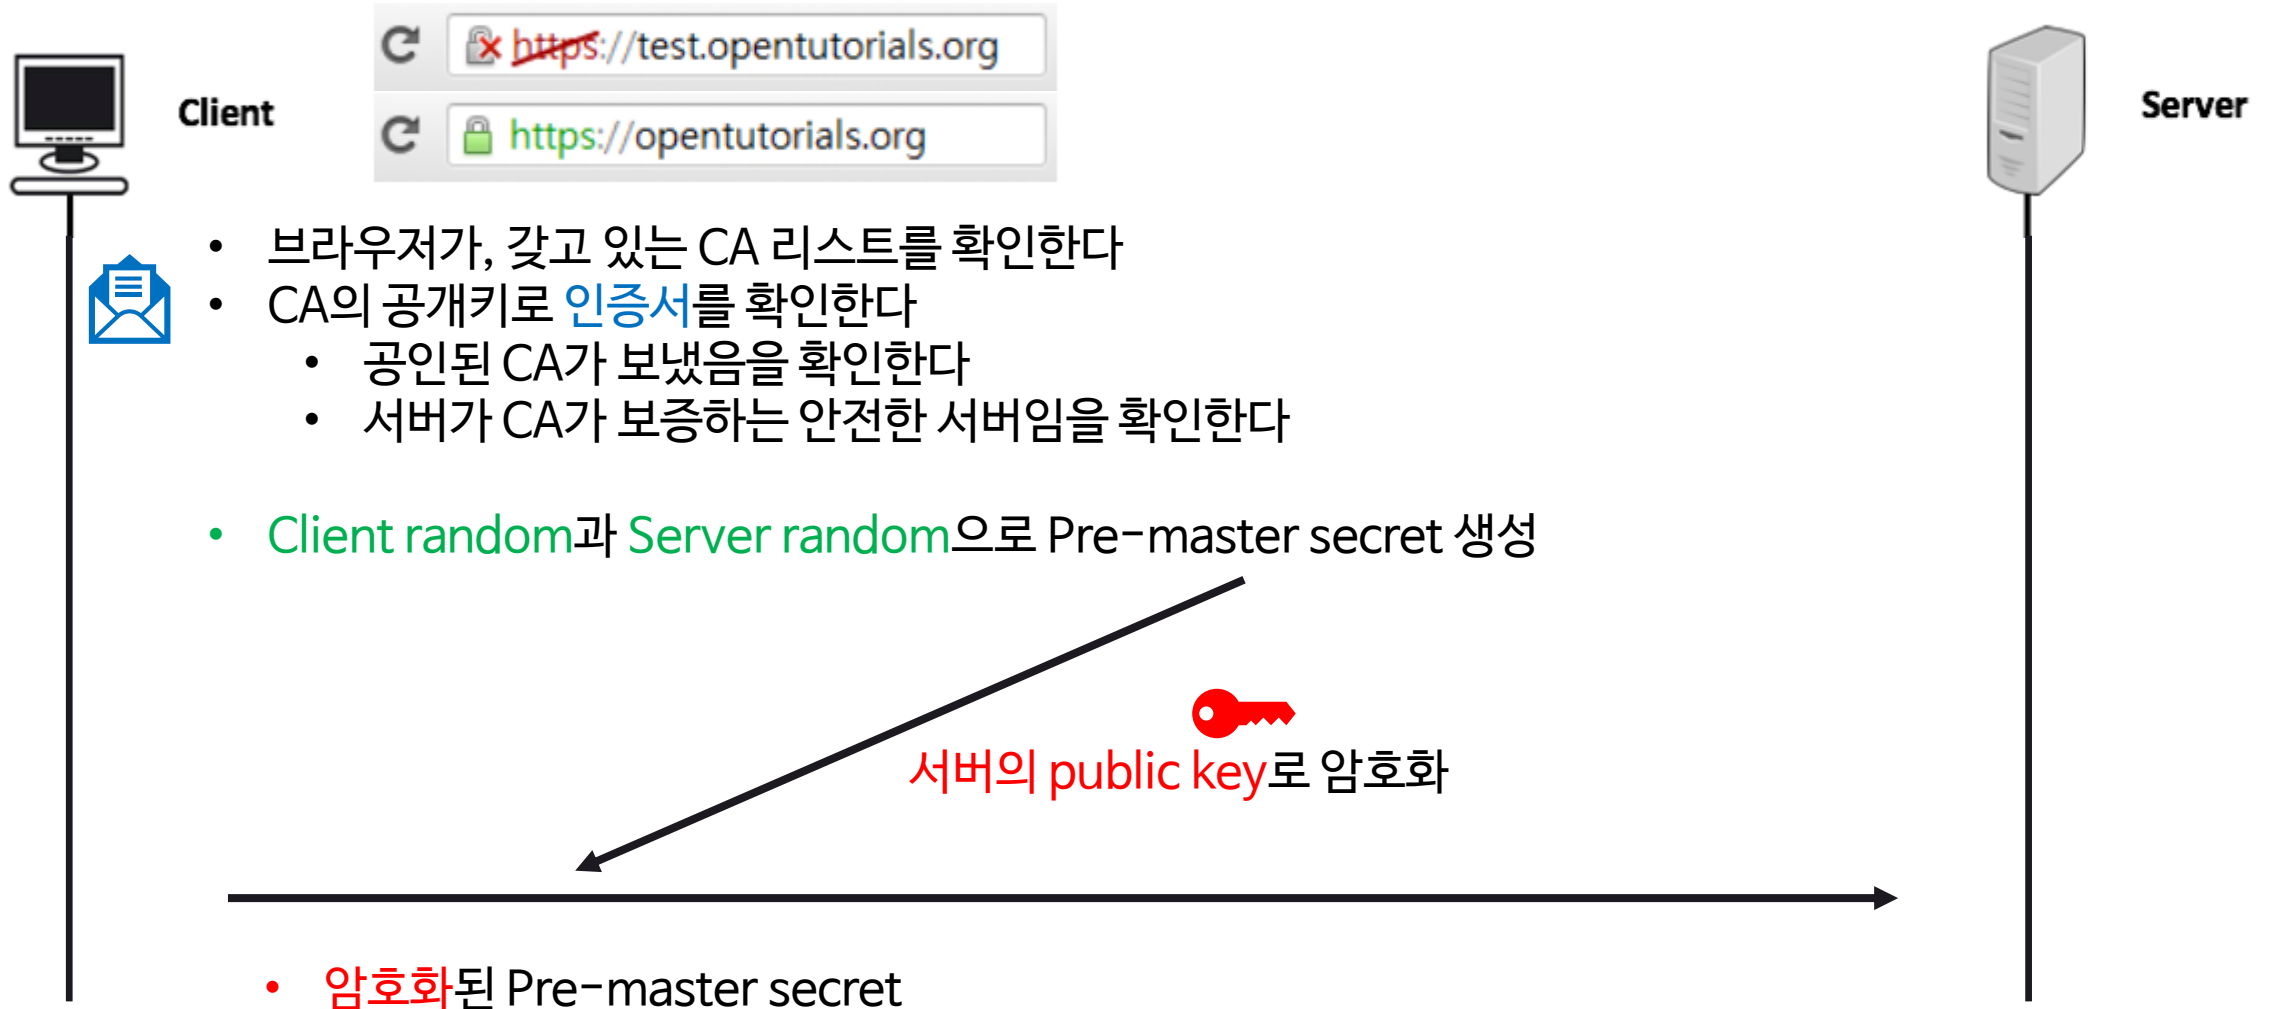 https://test.opentutorials.org
Client
https://opentutorials.org
Server
• 브라우저가, 갖고 있는 CA 리스트를 확인한다
• CA의 공개키로 인증서를 확인한다
• 공인된 CA가 보냈음을 확인한다
• 서버가 CA가 보증하는 안전한 서버임을 확인한다
• Client random과 Server random으로 Pre-master secret 생성
서버의 public key로 암호화
• 암호화된 Pre-master secret